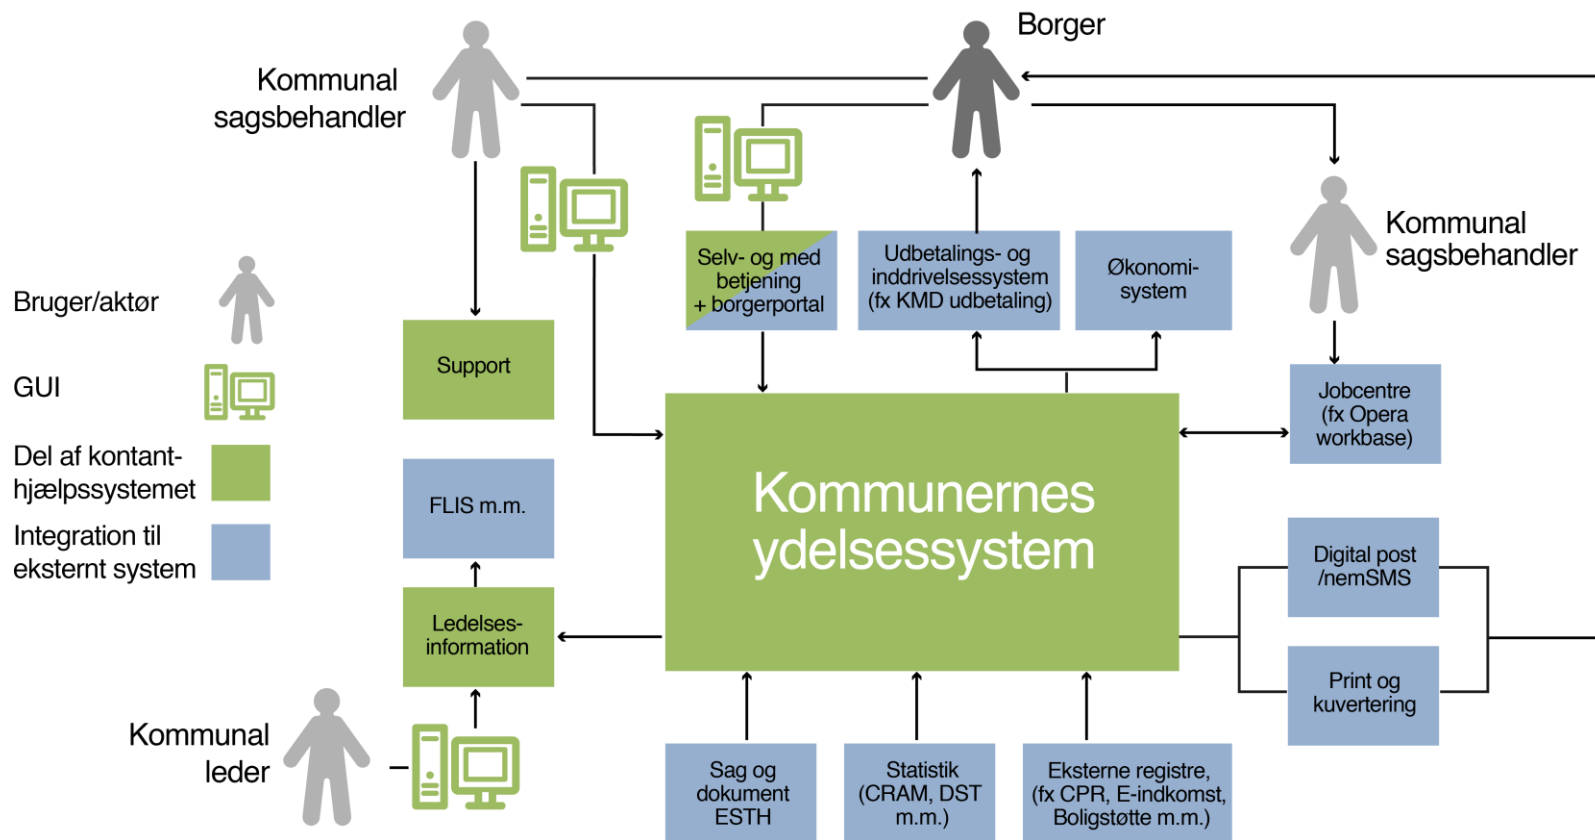 Borger
Kommunal
sagsbehandler
Kommunal
sagsbehandler
Selv- og med
betjening
+ borgerportal
Udbetalings- og
inddrivelsessystem
(fx KMD udbetaling)
Økonomi-
system
Bruger/aktør
GUI
Del af kontant-
hjælpssystemet
Integration til
eksternt system
Support
FLIS m.m.
Ledelses-
information
Kommunernes
ydelsessystem
Jobcentre
(fx Opera
workbase)
Digital post
/nemSMS
Print og
kuvertering
Kommunal
leder
Sag og
dokument
ESTH
Statistik
(CRAM, DST
m.m.)
Eksterne registre,
(fx CPR, E-indkomst,
Boligstøtte m.m.)